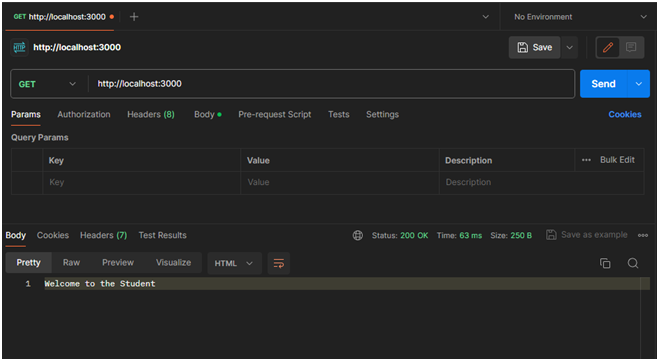 GET http://localhost:3000 +  No Environment
HTTP http://localhost:3000 Save
GET http://localhost:3000 Send
Params Authorization Headers (8) Body Pre-request Script Tests Settings Cookies
Query Params
Key Value Description Bulk Edit
Key Value Description
Body Cookies Headers (7) Test Results Status: 200 OK Time: 63 ms Size: 250 B Save as example
Pretty Raw Preview Visualize HTML
1 Welcome to the Student